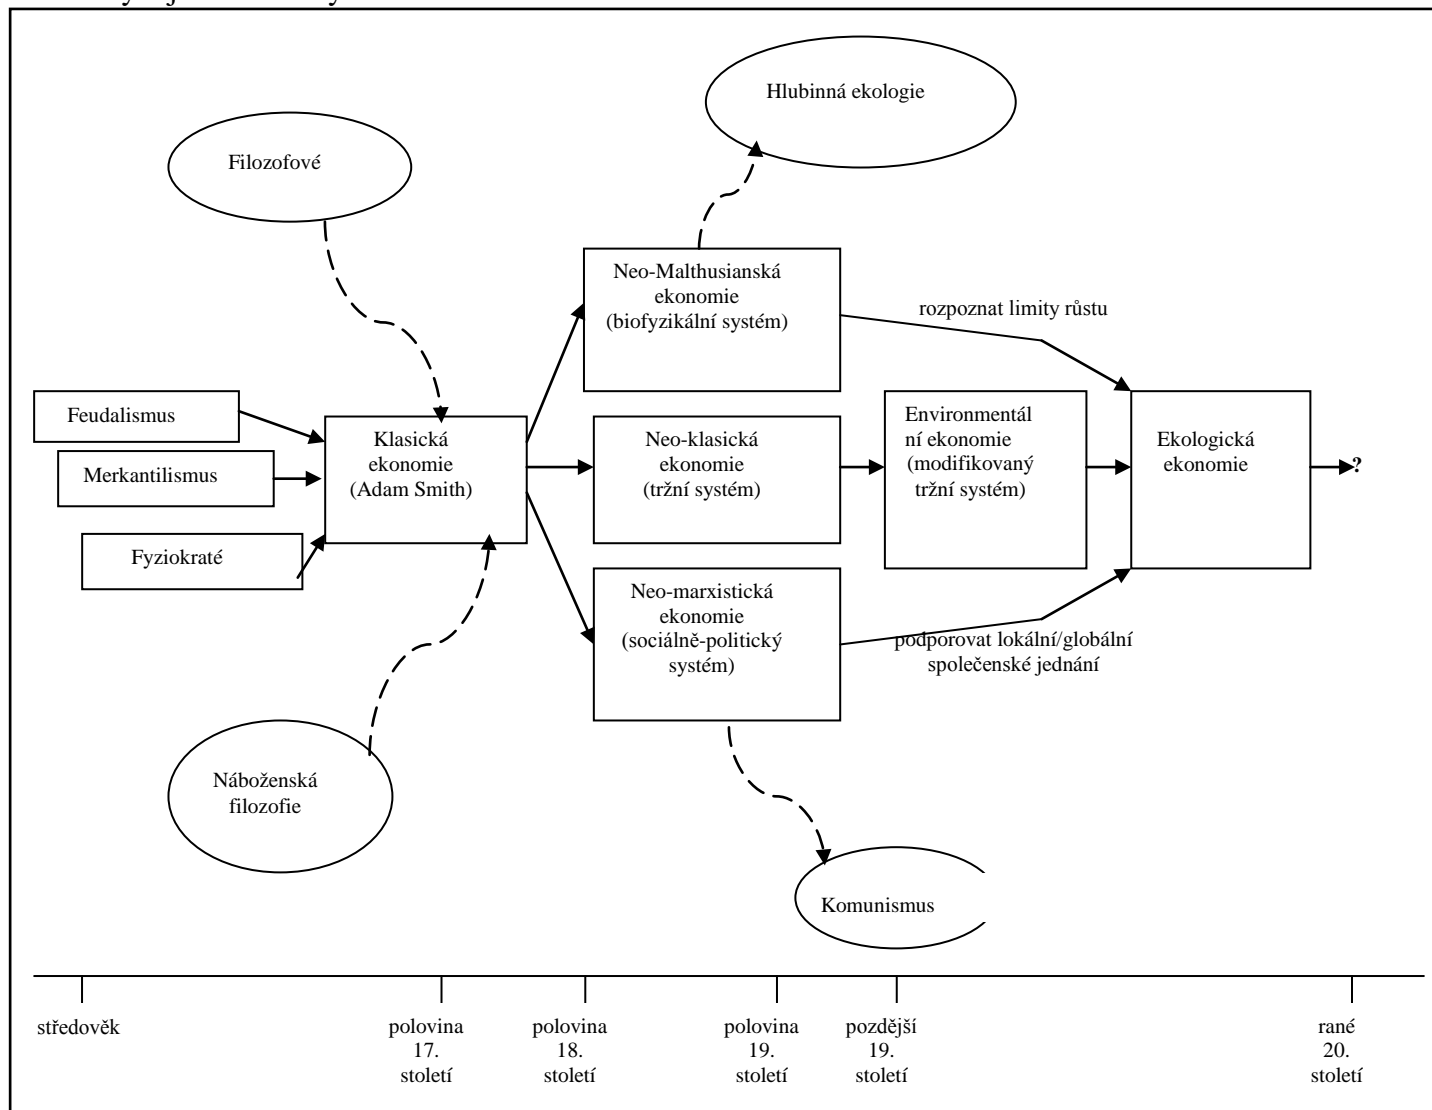 Hlubinná ekologie
Filozofové
Neo-Malthusianská
ekonomie
(biofyzikální systém)
rozpoznat limity růstu
Feudalismus
Merkantilismus
Fyziokraté
Klasická
ekonomie
(Adam Smith)
Neo-klasická
ekonomie
(tržní systém)
Environmentál
ní ekonomie
(modifikovaný
tržní systém)
Ekologická
ekonomie
?
Neo-marxistická
ekonomie
(sociálně-politický
systém)
podporovat lokální/globální
společenské jednání
Náboženská
filozofie
Komunismus
středověk
polovina
17.
století
polovina
18.
století
polovina
19.
století
pozdější
19.
století
rané
20.
století